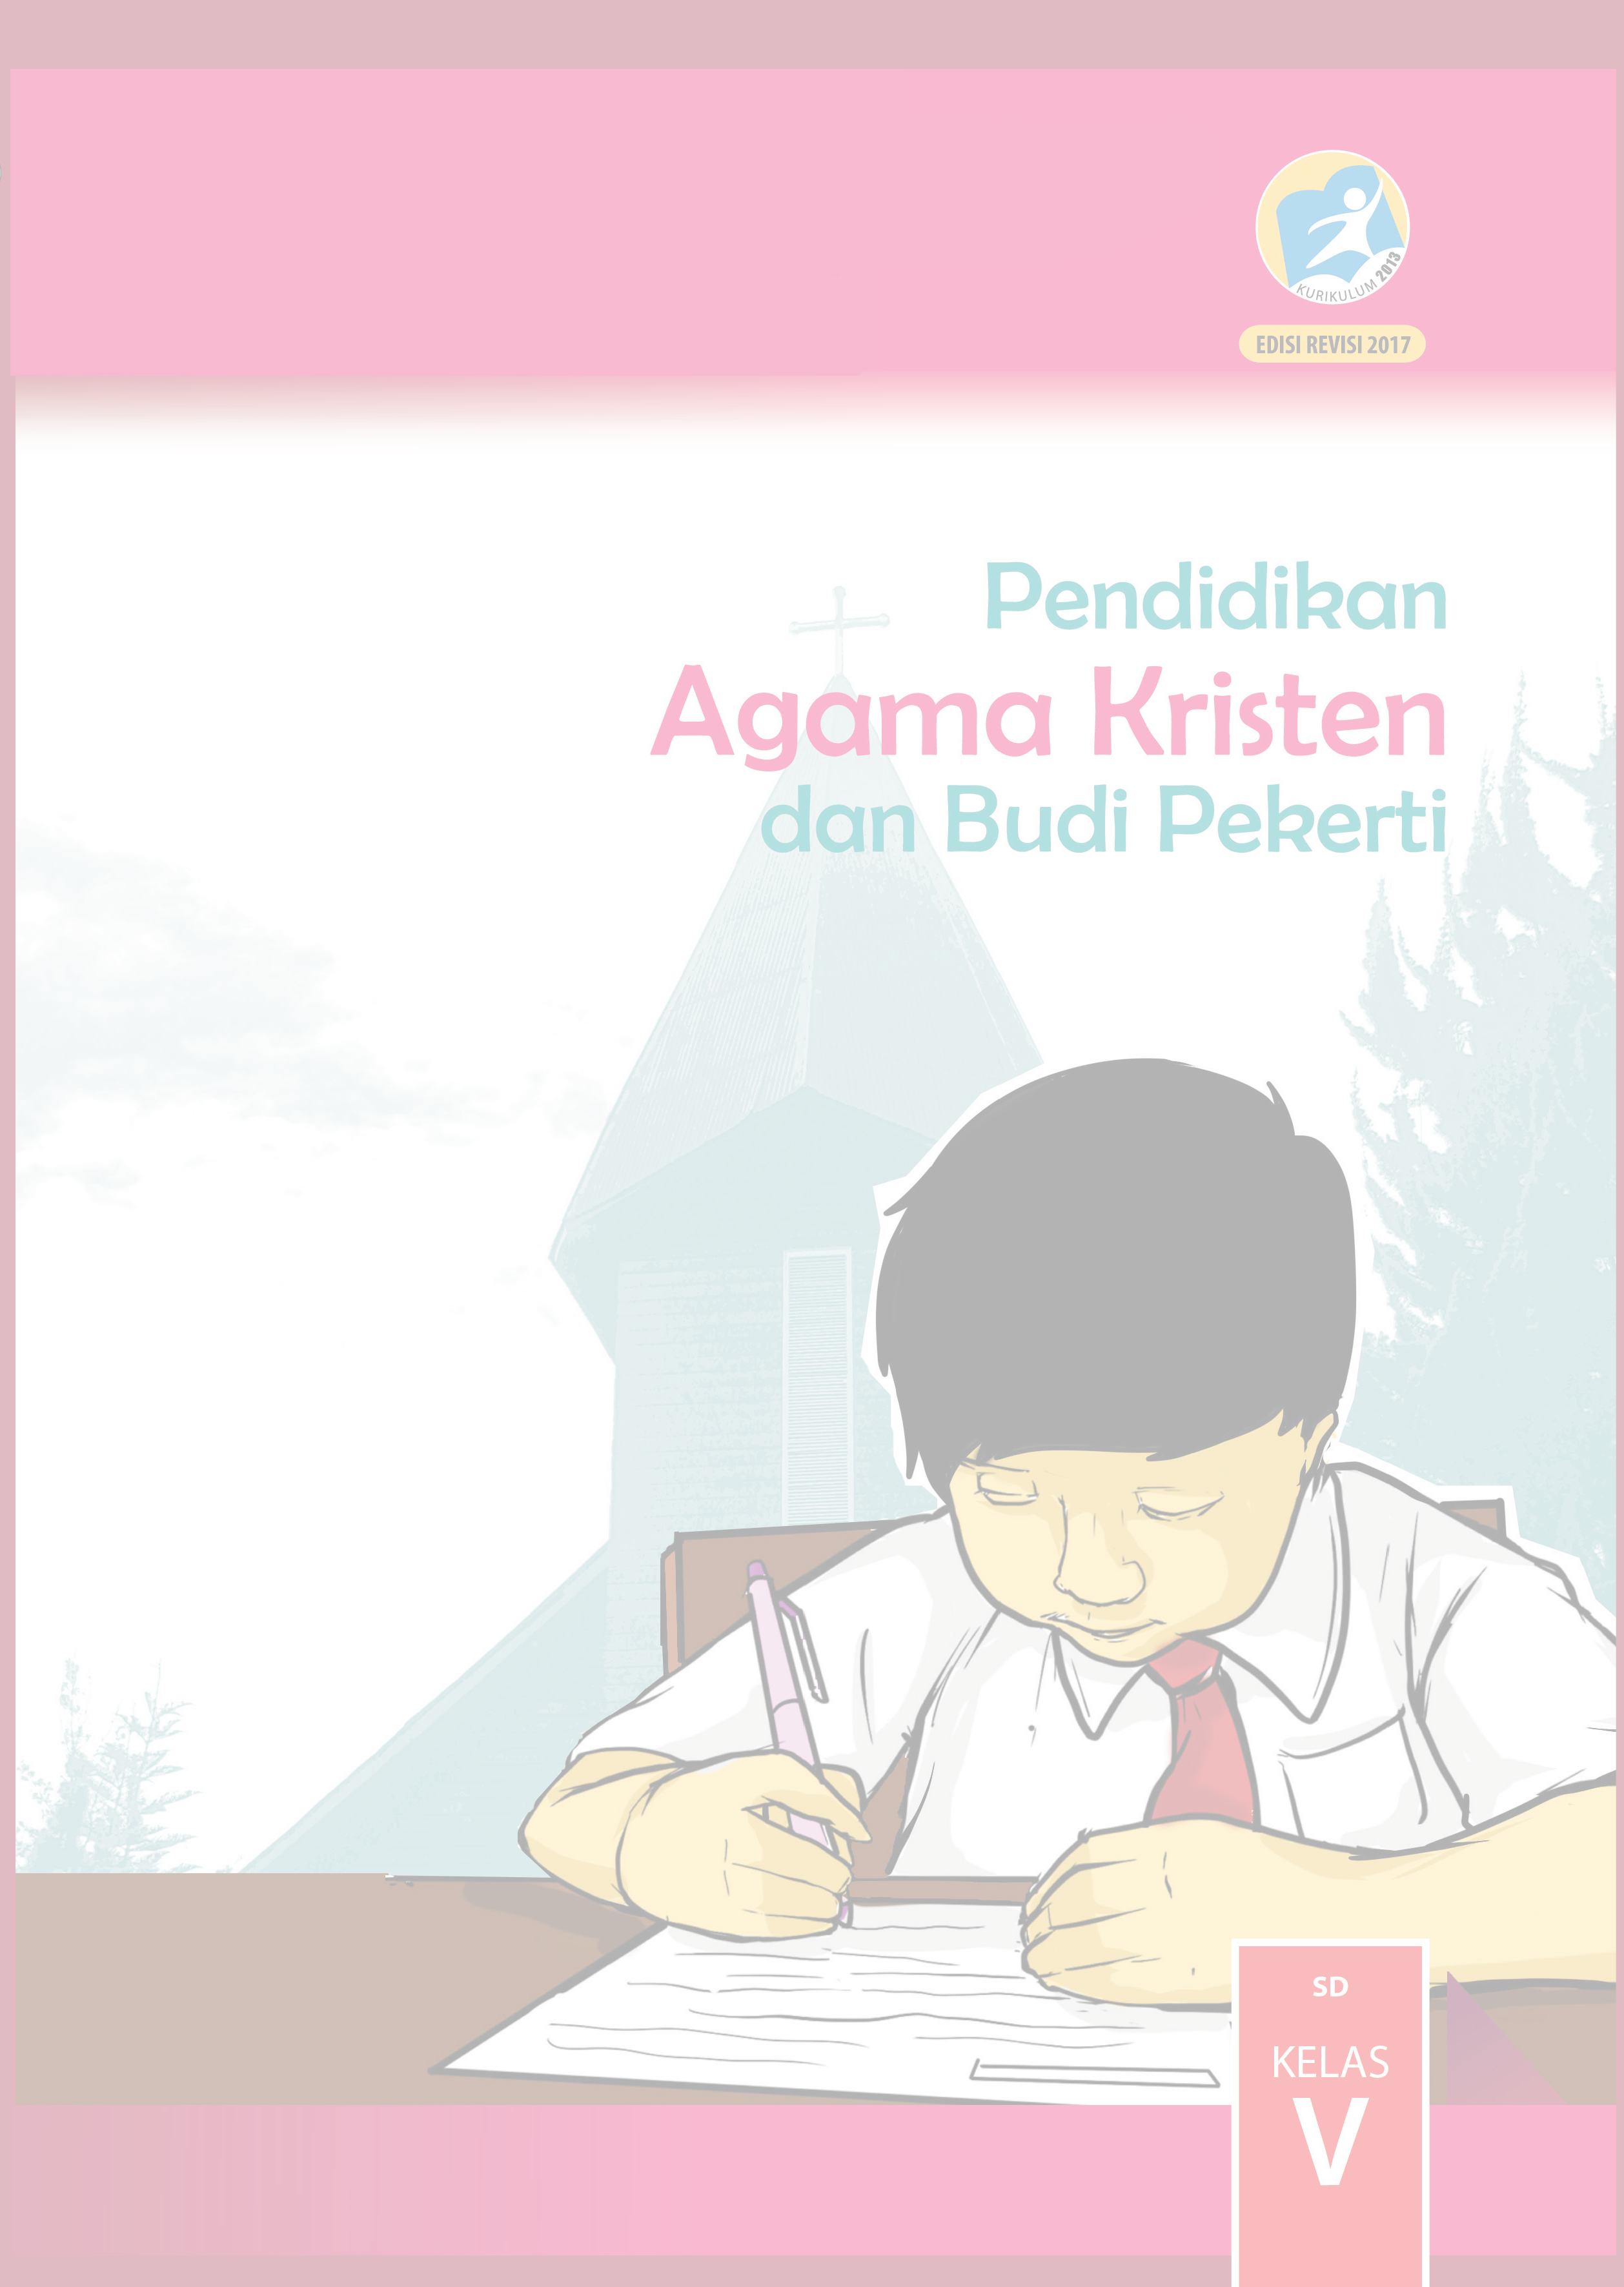 KURIKULUM 2013
EDISI REVISI 2017
Pendidikan
Agama Kristen
dan Budi Pekerti
SD
KELAS
V